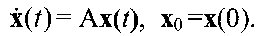 ẋ(t) = Ax(t), x₀ =x(0).